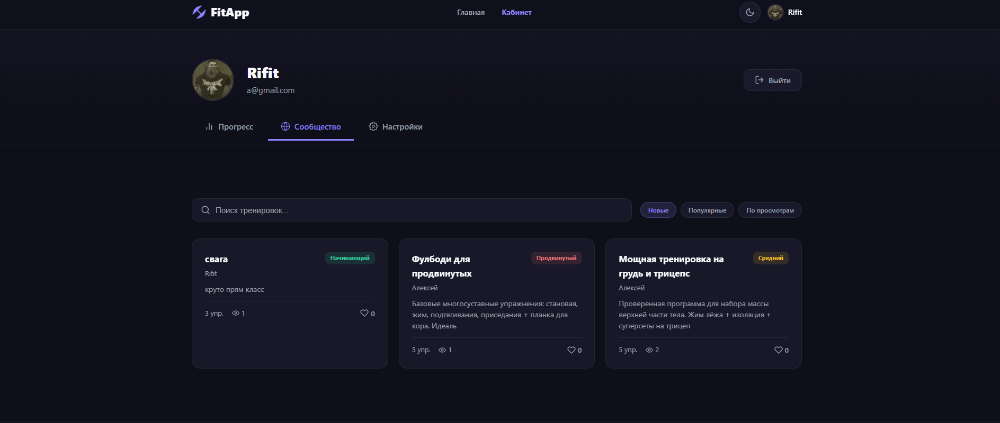 FitApp
Главная
Кабинет
Rifit
Rifit
a@gmail.com
Выйти
Прогресс
Сообщество
Настройки
Поиск тренировок...
Новые
Популярные
По просмотрам
свага
Начинающий
Rifit
круто прям класс
3 упр.
1
0
Фулбоди для
продвинутых
Продвинутый
Алексей
Базовые многосуставные упражнения: становая,
жим, подтягивания, приседания + планка для
кора. Идеаль
5 упр.
1
0
Мощная тренировка на
грудь и трицепс
Средний
Алексей
Проверенная программа для набора массы
верхней части тела. Жим лёжа + изоляция +
суперсеты на трицеп
5 упр.
2
0